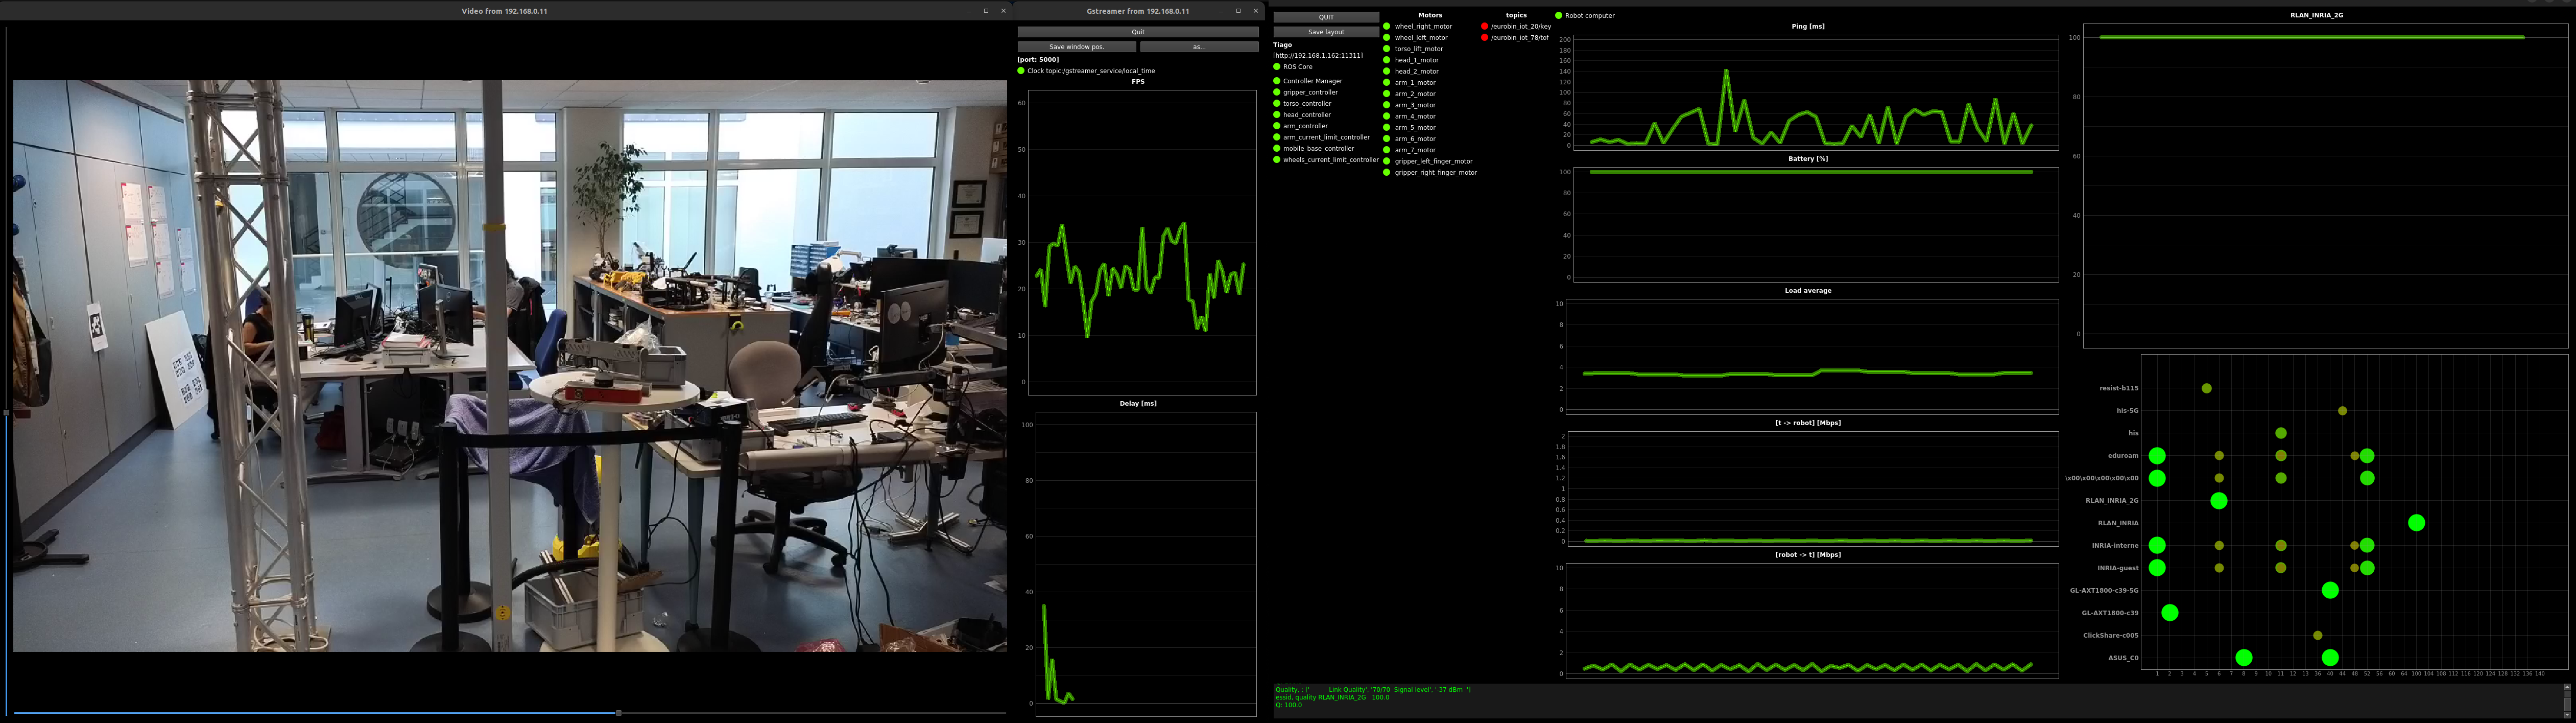 Video from 192.168.0.11
Gstreamer from 192.168.0.11
Quit
Save window pos.
as...
[port: 5000]
Clock topic:/gstreamer_service/local_time
FPS
60
50
40
30
20
10
0
Delay [ms]
100
80
60
40
20
0
QUIT
Save layout
Tiago
[http://192.168.1.162:11311]
ROS Core
Controller Manager
gripper_controller
torso_controller
head_controller
arm_controller
arm_current_limit_controller
mobile_base_controller
wheels_current_limit_controller
Motors
wheel_right_motor
wheel_left_motor
torso_lift_motor
head_1_motor
head_2_motor
arm_1_motor
arm_2_motor
arm_3_motor
arm_4_motor
arm_5_motor
arm_6_motor
arm_7_motor
gripper_left_finger_motor
gripper_right_finger_motor
topics
/eurobin_iot_20/key
/eurobin_iot_78/tof
Robot computer
Ping [ms]
200
180
160
140
120
100
80
60
40
20
0
Battery [%]
100
80
60
40
20
0
Load average
10
8
6
4
2
0
[t -> robot] [Mbps]
2
1.8
1.6
1.4
1.2
1
0.8
0.6
0.4
0.2
0
[robot -> t] [Mbps]
10
8
6
4
2
0
RLAN_INRIA_2G
100
80
60
40
20
0
resist-b115
his-5G
his
eduroam
\x00\x00\x00\x00\x00
RLAN_INRIA_2G
RLAN_INRIA
INRIA-interne
INRIA-guest
GL-AXT1800-c39-5G
GL-AXT1800-c39
ClickShare-c005
ASUS_C0
1 2 3 4 5 6 7 8 9 10 11 12 13 36 40 44 48 52 56 60 64 100 104 108 112 116 120 124 128 132 136 140
Quality, : [' Link Quality', '70/70 Signal level', '-37 dBm ']
essid, quality RLAN_INRIA_2G 100.0
Q: 100.0